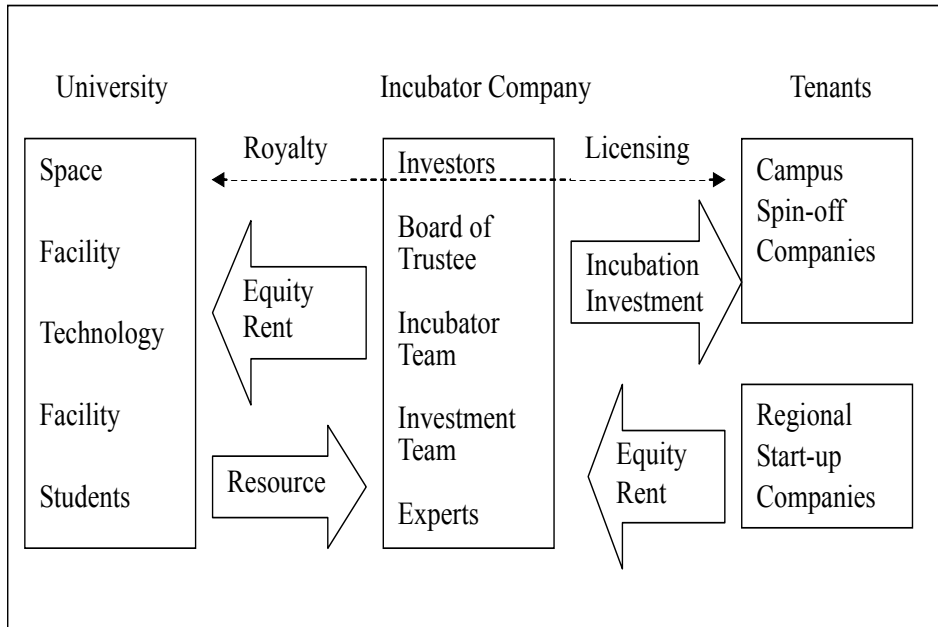 University
Incubator Company
Tenants
Space
Facility
Technology
Facility
Students
Royalty
Equity
Rent
Resource
Investors
Board of
Trustee
Incubator
Team
Investment
Team
Experts
Licensing
Incubation
Investment
Equity
Rent
Campus
Spin-off
Companies
Regional
Start-up
Companies